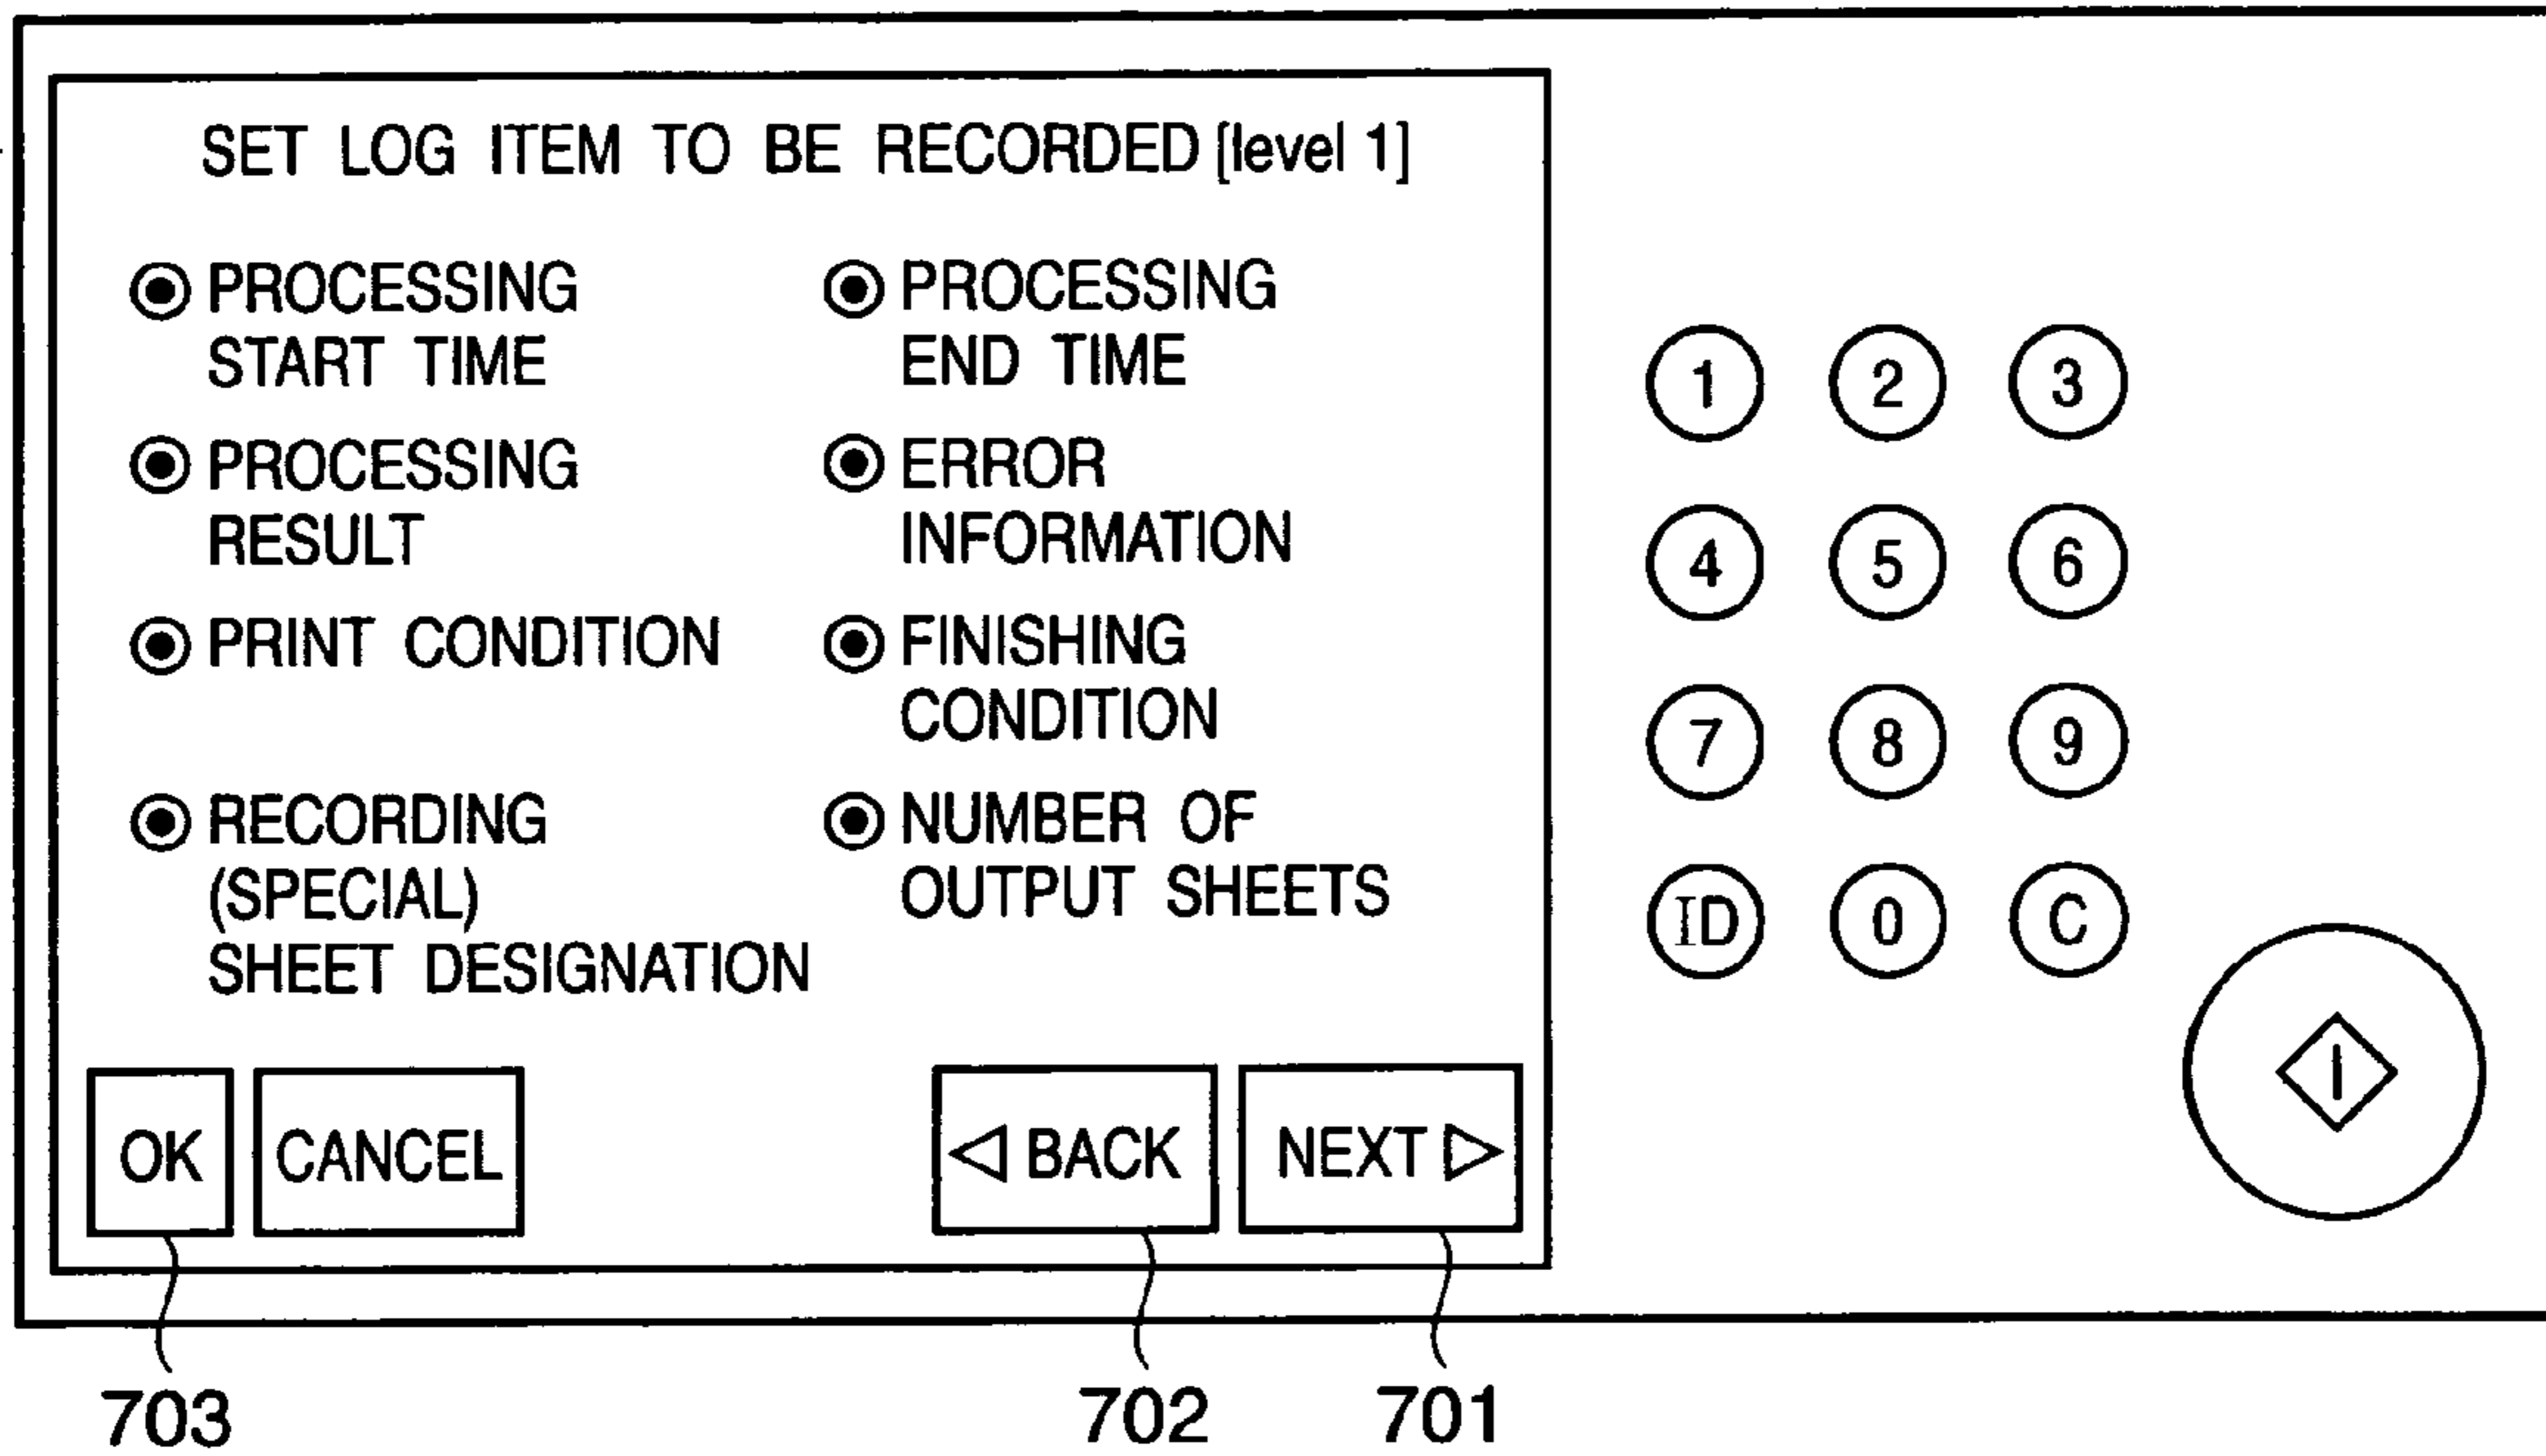 SET LOG ITEM TO BE RECORDED [level 1]
PROCESSING
START TIME
PROCESSING
END TIME
PROCESSING
RESULT
ERROR
INFORMATION
PRINT CONDITION
FINISHING
CONDITION
RECORDING
(SPECIAL)
SHEET DESIGNATION
NUMBER OF
OUTPUT SHEETS
OK
CANCEL
BACK
NEXT
1 2 3
4 5 6
7 8 9
ID 0 C
703
702
701